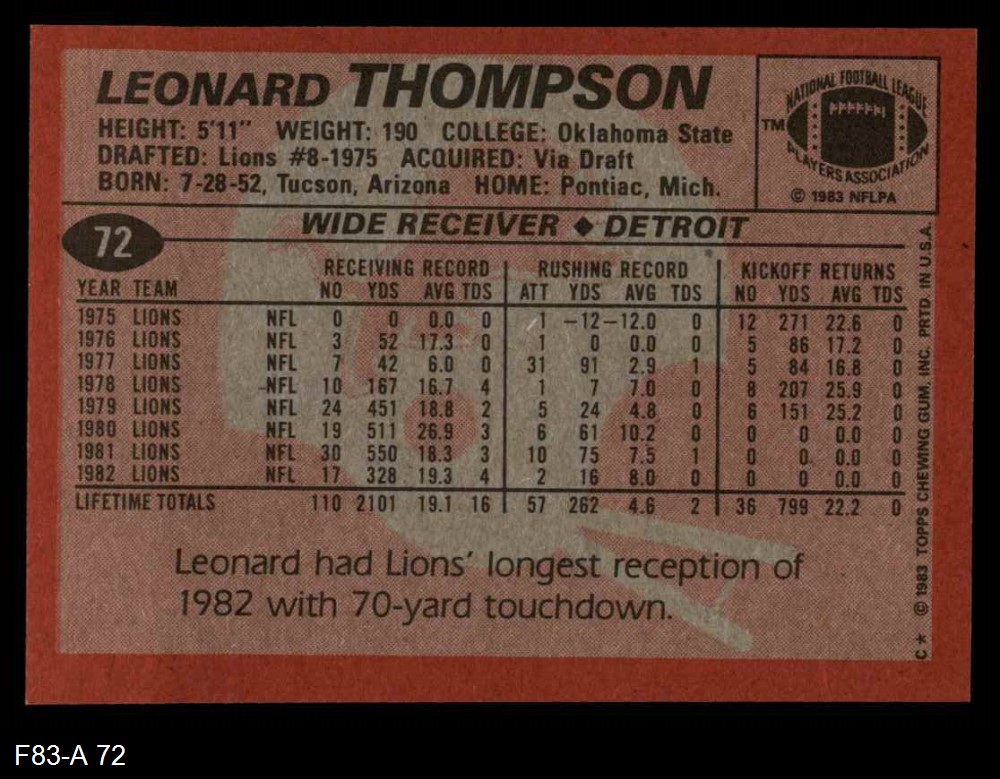 LEONARD THOMPSON
HEIGHT: 5'11" WEIGHT: 190 COLLEGE: Oklahoma State
DRAFTED: Lions #8-1975 ACQUIRED: Via Draft
BORN: 7-28-52, Tucson, Arizona HOME: Pontiac, Mich.
NATIONAL FOOTBALL LEAGUE
TM
PLAYERS ASSOCIATION
© 1983 NFLPA
72
WIDE RECEIVER ◆ DETROIT
RECEIVING RECORD RUSHING RECORD KICKOFF RETURNS
YEAR TEAM NO YDS AVG TDS ATT YDS AVG TDS NO YDS AVG TDS
1975 LIONS NFL 0 0 0.0 0 1 -12 -12.0 0 12 271 22.6 0
1976 LIONS NFL 3 52 17.3 0 1 0 0.0 0 5 86 17.2 0
1977 LIONS NFL 7 42 6.0 0 31 91 2.9 1 5 84 16.8 0
1978 LIONS NFL 10 167 16.7 4 1 7 7.0 0 8 207 25.9 0
1979 LIONS NFL 24 451 18.8 2 5 24 4.8 0 6 151 25.2 0
1980 LIONS NFL 19 511 26.9 3 6 61 10.2 0 0 0 0.0 0
1981 LIONS NFL 30 550 18.3 3 10 75 7.5 1 0 0 0.0 0
1982 LIONS NFL 17 328 19.3 4 2 16 8.0 0 0 0 0.0 0
LIFETIME TOTALS 110 2101 19.1 16 57 262 4.6 2 36 799 22.2 0
Leonard had Lions' longest reception of
1982 with 70-yard touchdown.
C* © 1983 TOPPS CHEWING GUM, INC. PRTD. IN U.S.A.
F83-A 72